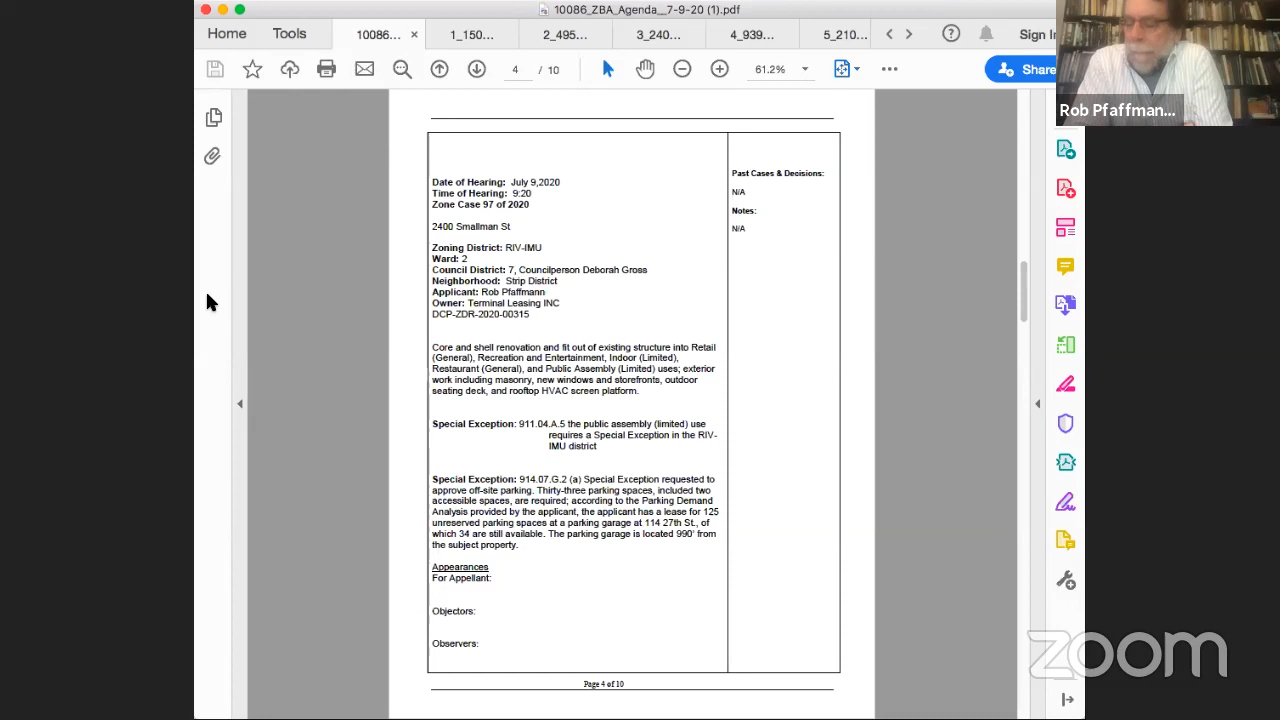 10086_ZBA_Agenda__7-9-20 (1).pdf
Home
Tools
10086...
1_150...
2_495...
3_240...
4_939...
5_210...
Sign In
4 / 10
61.2%
Share
Rob Pfaffman...
Date of Hearing: July 9,2020
Time of Hearing: 9:20
Zone Case 97 of 2020
2400 Smallman St
Zoning District: RIV-IMU
Ward: 2
Council District: 7, Councilperson Deborah Gross
Neighborhood: Strip District
Applicant: Rob Pfaffmann
Owner: Terminal Leasing INC
DCP-ZDR-2020-00315
Core and shell renovation and fit out of existing structure into Retail
(General), Recreation and Entertainment, Indoor (Limited),
Restaurant (General), and Public Assembly (Limited) uses; exterior
work including masonry, new windows and storefronts, outdoor
seating deck, and rooftop HVAC screen platform.
Special Exception: 911.04.A.5 the public assembly (limited) use
requires a Special Exception in the RIV-
IMU district
Special Exception: 914.07.G.2 (a) Special Exception requested to
approve off-site parking. Thirty-three parking spaces, included two
accessible spaces, are required; according to the Parking Demand
Analysis provided by the applicant, the applicant has a lease for 125
unreserved parking spaces at a parking garage at 114 27th St., of
which 34 are still available. The parking garage is located 990' from
the subject property.
Appearances
For Appellant:
Objectors:
Observers:
Past Cases & Decisions:
N/A
Notes:
N/A
Page 4 of 10
zoom